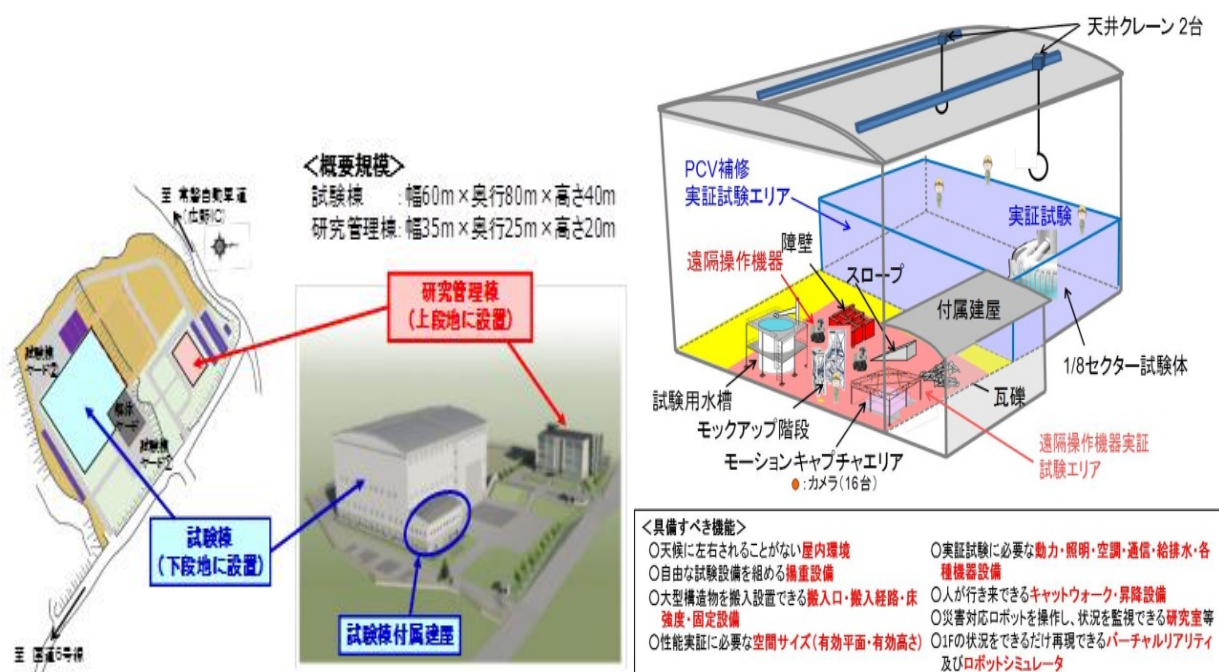 <概要規模>
試験棟 :幅60m×奥行80m×高さ40m
研究管理棟:幅35m×奥行25m×高さ20m
至 常磐自動車道
(広野IC)
研究管理棟
(上段地に設置)
試験棟
ヤード2
試験棟
ヤード2
試験棟
(下段地に設置)
試験棟付属建屋
至 国道6号線
天井クレーン 2台
PCV補修
実証試験エリア
実証試験
障壁
遠隔操作機器
スロープ
付属建屋
1/8セクター試験体
試験用水槽
瓦礫
モックアップ階段
モーションキャプチャエリア
●:カメラ(16台)
遠隔操作機器実証
試験エリア
<具備すべき機能>
○天候に左右されることがない屋内環境
○自由な試験設備を組める揚重設備
○大型構造物を搬入設置できる搬入口・搬入経路・床
強度・固定設備
○性能実証に必要な空間サイズ(有効平面・有効高さ)
○実証試験に必要な動力・照明・空調・通信・給排水・各
種機器設備
○人が行き来できるキャットウォーク・昇降設備
○災害対応ロボットを操作し、状況を監視できる研究室等
○1Fの状況をできるだけ再現できるバーチャルリアリティ
及びロボットシミュレータ